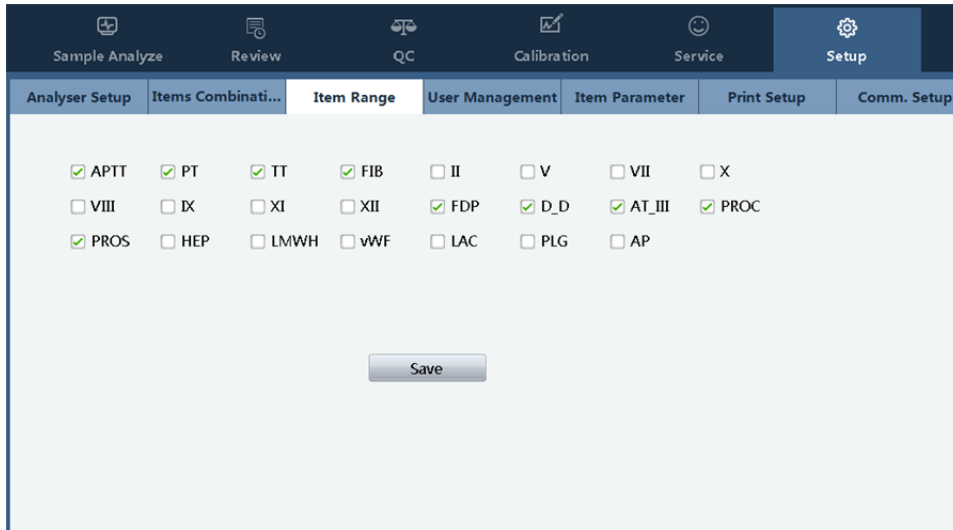 Sample Analyze Review QC Calibration Service Setup
Analyser Setup Items Combinati... Item Range User Management Item Parameter Print Setup Comm. Setup
APTT PT TT FIB II V VII X
VIII IX XI XII FDP D_D AT_III PROC
PROS HEP LMWH vWF LAC PLG AP
Save